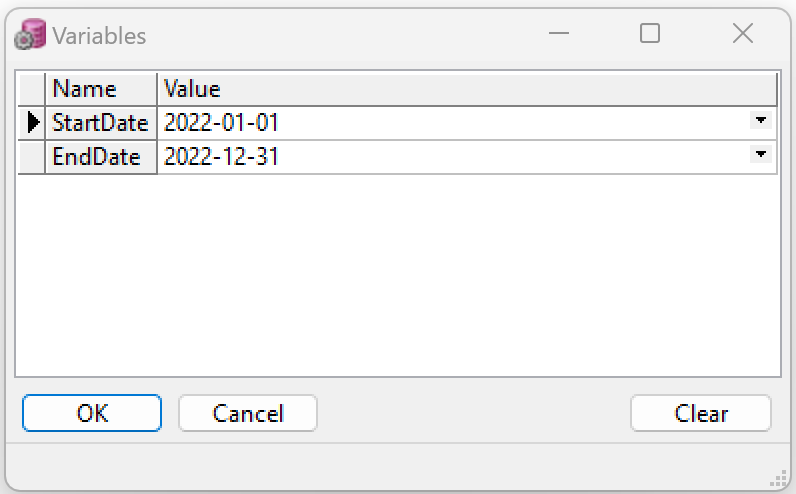 Variables
Name Value
StartDate 2022-01-01
EndDate 2022-12-31
OK Cancel Clear